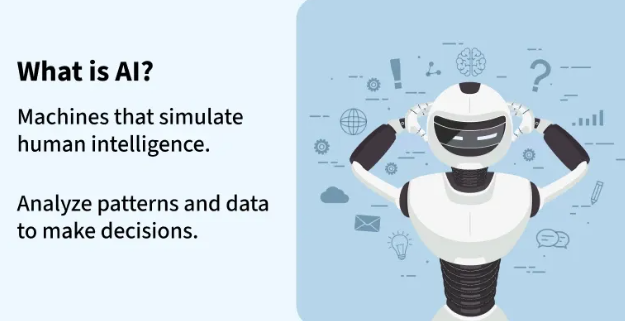 What is AI?
Machines that simulate
human intelligence.
Analyze patterns and data
to make decisions.